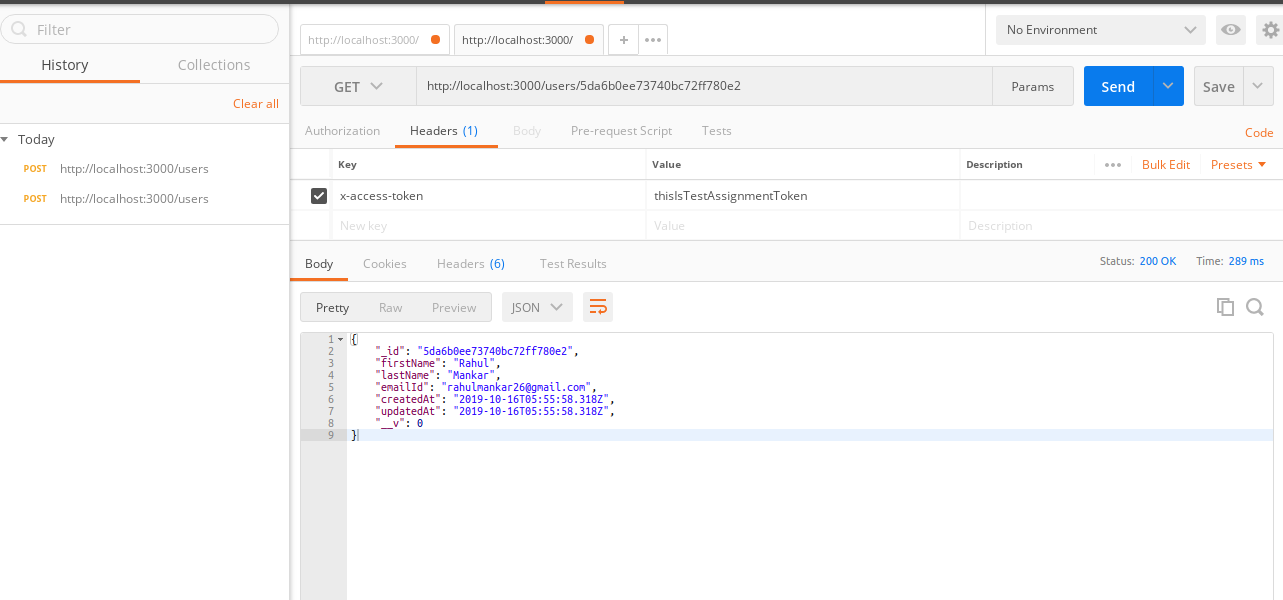 Filter
History Collections
Clear all
Today
POST http://localhost:3000/users
POST http://localhost:3000/users
http://localhost:3000/ http://localhost:3000/ + •••
No Environment
GET http://localhost:3000/users/5da6b0ee73740bc72ff780e2 Params Send Save
Authorization Headers (1) Body Pre-request Script Tests Code
Key Value Description ••• Bulk Edit Presets
x-access-token thisIsTestAssignmentToken
New key Value Description
Body Cookies Headers (6) Test Results Status: 200 OK Time: 289 ms
Pretty Raw Preview JSON
1 {
2 "_id": "5da6b0ee73740bc72ff780e2",
3 "firstName": "Rahul",
4 "lastName": "Mankar",
5 "emailId": "rahulmankar26@gmail.com",
6 "createdAt": "2019-10-16T05:55:58.318Z",
7 "updatedAt": "2019-10-16T05:55:58.318Z",
8 "__v": 0
9 }